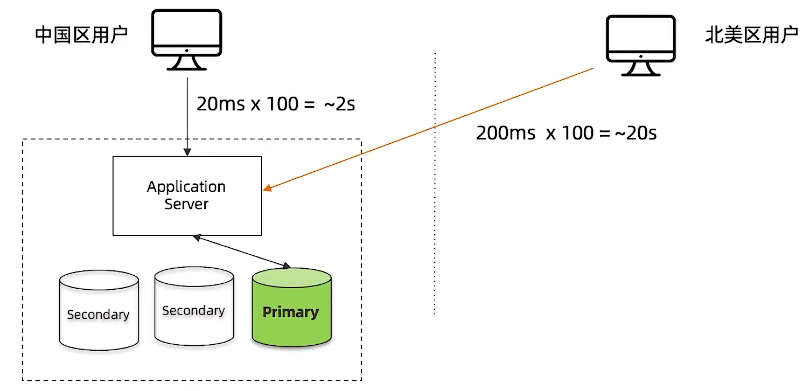 中国区用户
北美区用户
20ms x 100 = ~2s
200ms x 100 = ~20s
Application
Server
Secondary
Secondary
Primary